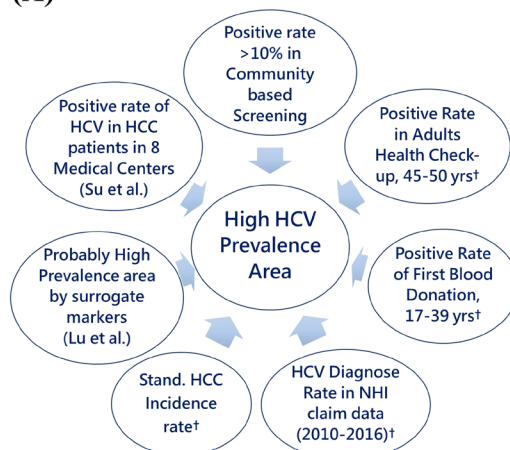 Positive rate
>10% in
Community
based
Screening
Positive rate of
HCV in HCC
patients in 8
Medical Centers
(Su et al.)
Positive Rate
in Adults
Health Check-
up, 45-50 yrs†
High HCV
Prevalence
Area
Probably High
Prevalence area
by surrogate
markers
(Lu et al.)
Positive Rate
of First Blood
Donation,
17-39 yrs†
Stand. HCC
Incidence
rate†
HCV Diagnose
Rate in NHI
claim data
(2010-2016)†